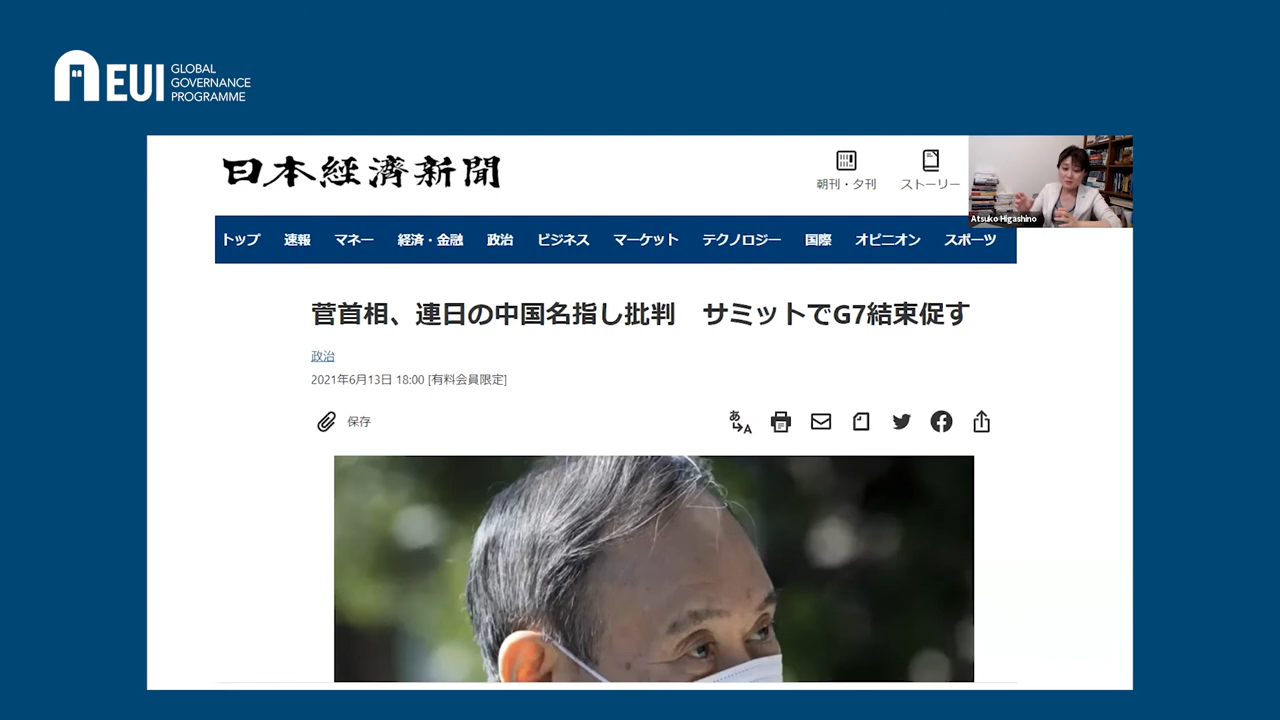 EUI
GLOBAL
GOVERNANCE
PROGRAMME
日本経済新聞
朝刊・夕刊
ストーリー
Atsuko Higashino
トップ 速報 マネー 経済・金融 政治 ビジネス マーケット テクノロジー 国際 オピニオン スポーツ
菅首相、連日の中国名指し批判　サミットでG7結束促す
政治
2021年6月13日 18:00 [有料会員限定]
保存
あ
A